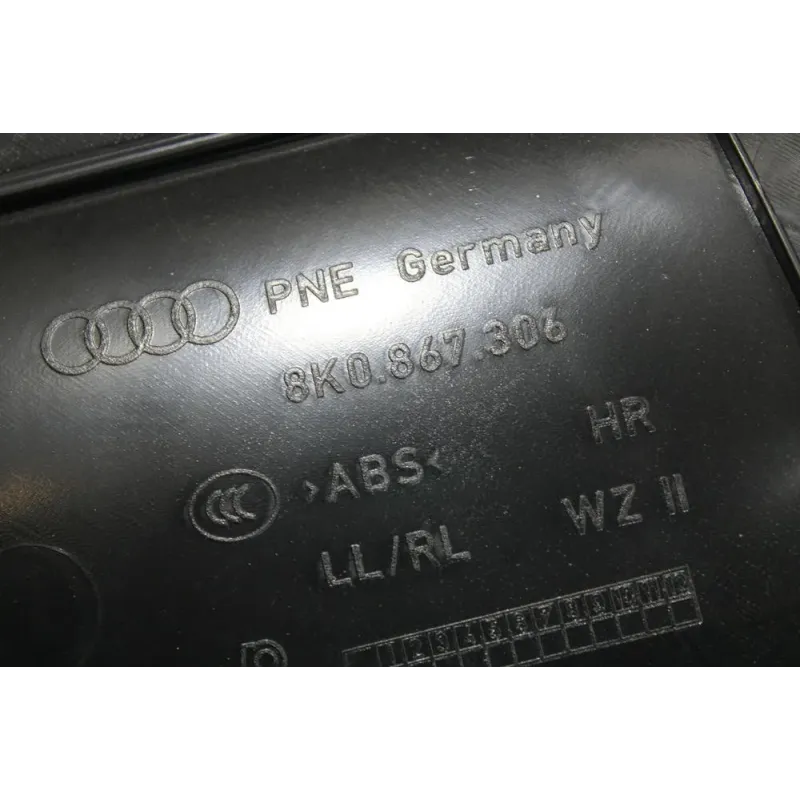 PNE Germany
8K0.867.306
CCC >ABS< HR
LL/RL WZ II
1 2 3 4 5 6 7 8 9 10 11 12